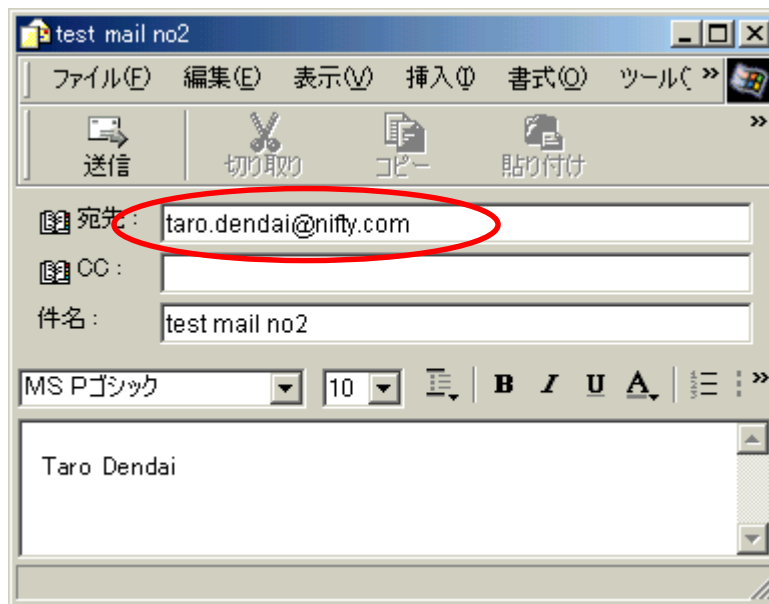 test mail no2
ファイル(F) 編集(E) 表示(V) 挿入(I) 書式(O) ツール( »
»
送信 切り取り コピー 貼り付け
宛先: taro.dendai@nifty.com
CC:
件名: test mail no2
MS Pゴシック 10 B I U A »
Taro Dendai